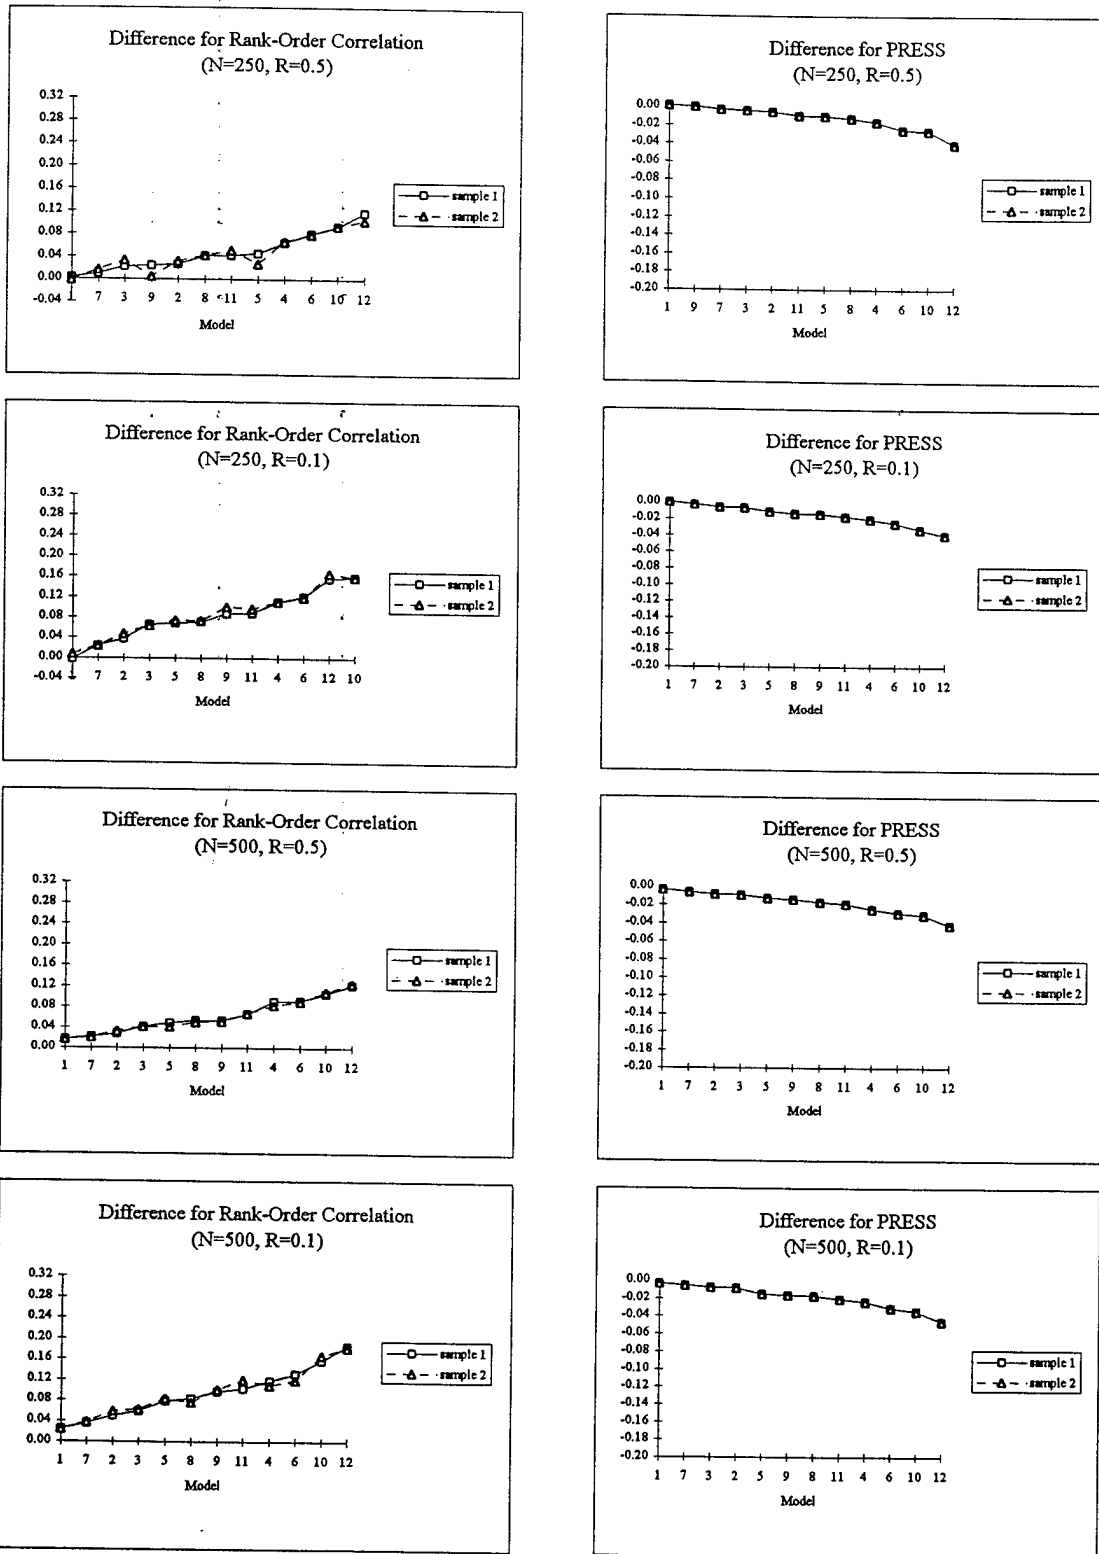 Difference for Rank-Order Correlation
(N=250, R=0.5)
0.32
0.28
0.24
0.20
0.16
0.12
0.08
0.04
0.00
-0.04
1 7 3 9 2 8 11 5 4 6 10 12
Model
sample 1
sample 2
Difference for PRESS
(N=250, R=0.5)
0.00
-0.02
-0.04
-0.06
-0.08
-0.10
-0.12
-0.14
-0.16
-0.18
-0.20
1 9 7 3 2 11 5 8 4 6 10 12
Model
sample 1
sample 2
Difference for Rank-Order Correlation
(N=250, R=0.1)
0.32
0.28
0.24
0.20
0.16
0.12
0.08
0.04
0.00
-0.04
1 7 2 3 5 8 9 11 4 6 12 10
Model
sample 1
sample 2
Difference for PRESS
(N=250, R=0.1)
0.00
-0.02
-0.04
-0.06
-0.08
-0.10
-0.12
-0.14
-0.16
-0.18
-0.20
1 7 2 3 5 8 9 11 4 6 10 12
Model
sample 1
sample 2
Difference for Rank-Order Correlation
(N=500, R=0.5)
0.32
0.28
0.24
0.20
0.16
0.12
0.08
0.04
0.00
1 7 2 3 5 8 9 11 4 6 10 12
Model
sample 1
sample 2
Difference for PRESS
(N=500, R=0.5)
0.00
-0.02
-0.04
-0.06
-0.08
-0.10
-0.12
-0.14
-0.16
-0.18
-0.20
1 7 2 3 5 9 8 11 4 6 10 12
Model
sample 1
sample 2
Difference for Rank-Order Correlation
(N=500, R=0.1)
0.32
0.28
0.24
0.20
0.16
0.12
0.08
0.04
0.00
1 7 2 3 5 8 9 11 4 6 10 12
Model
sample 1
sample 2
Difference for PRESS
(N=500, R=0.1)
0.00
-0.02
-0.04
-0.06
-0.08
-0.10
-0.12
-0.14
-0.16
-0.18
-0.20
1 7 3 2 5 9 8 11 4 6 10 12
Model
sample 1
sample 2